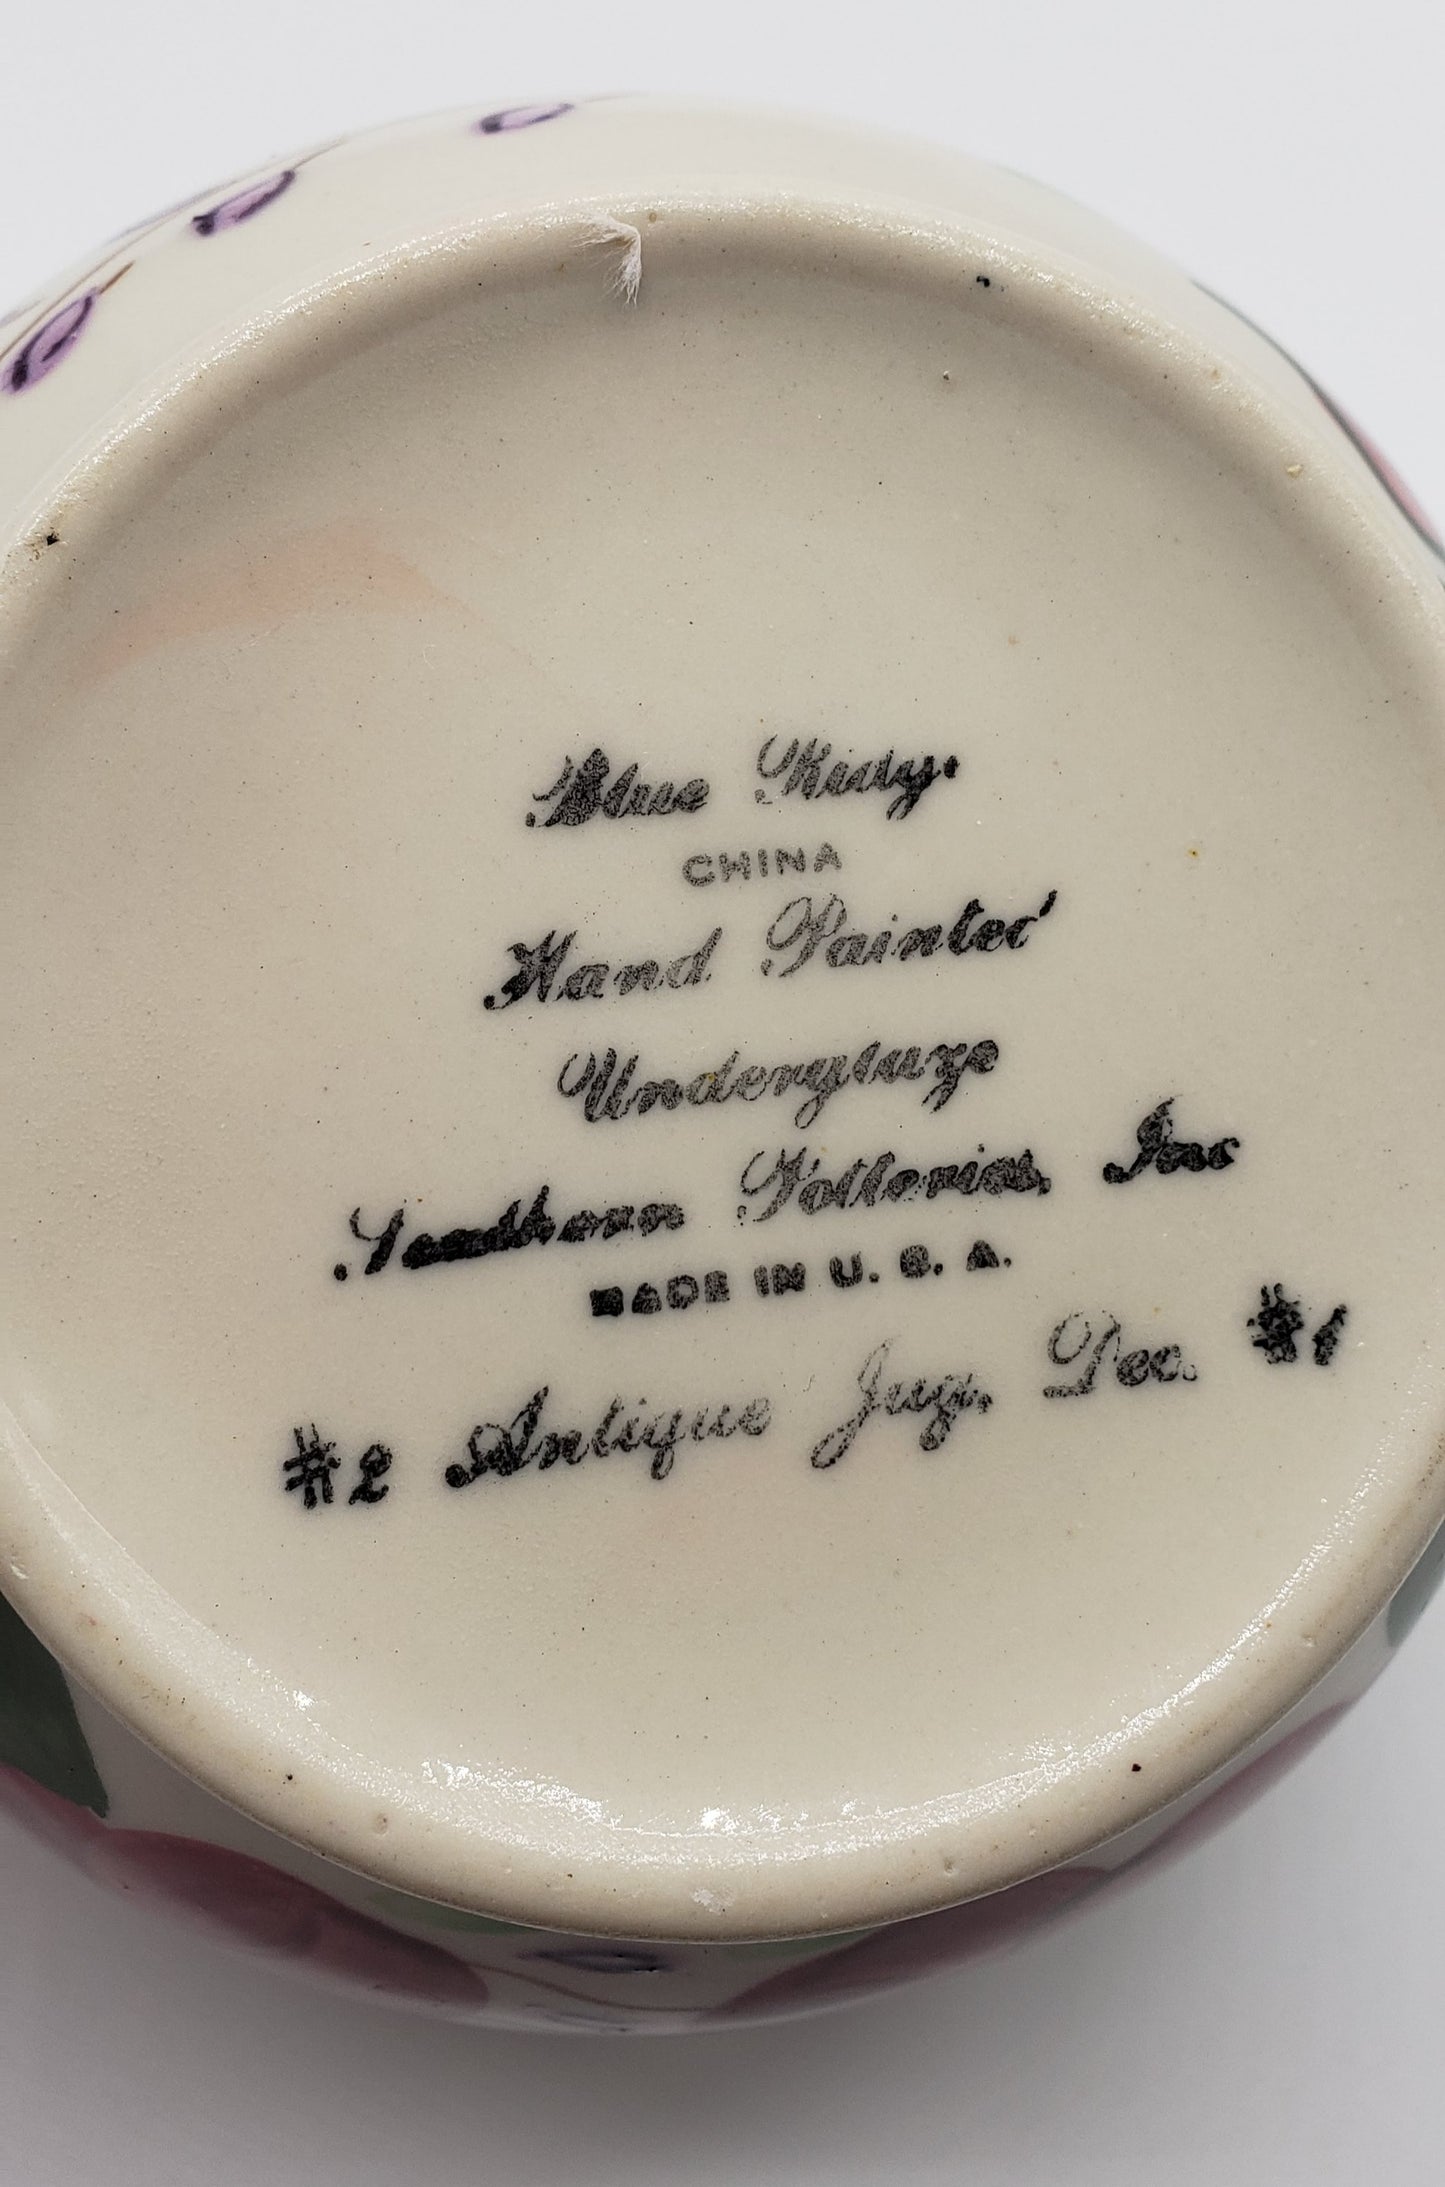 Blue Ridge
CHINA
Hand Painted
Underglaze
Southern Potteries, Inc
MADE IN U. S. A.
#2 Antique Jug, Dec. #1